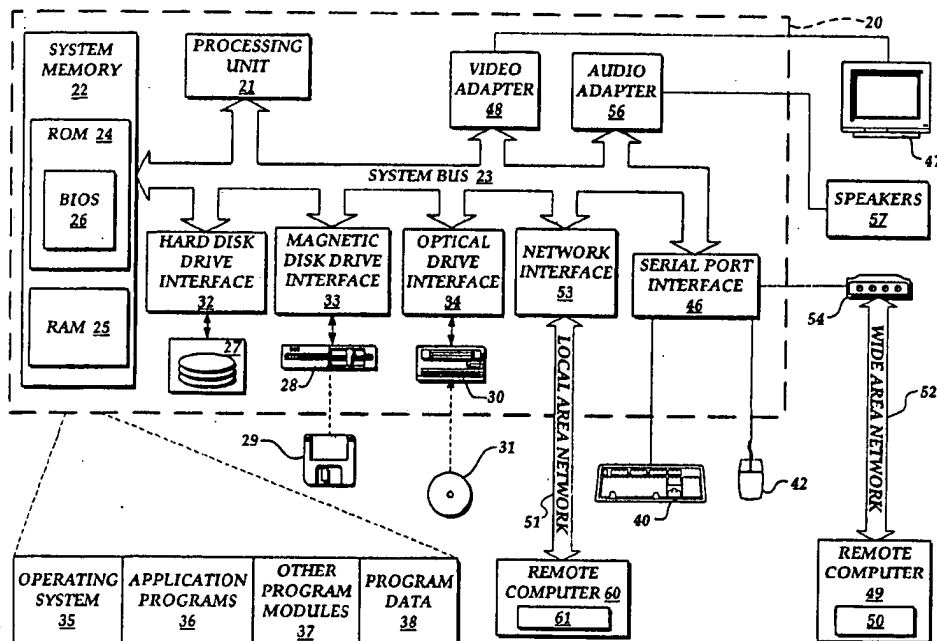 20
SYSTEM
MEMORY
22
ROM 24
BIOS
26
RAM 25
PROCESSING
UNIT
21
VIDEO
ADAPTER
48
AUDIO
ADAPTER
56
47
SPEAKERS
57
SYSTEM BUS 23
HARD DISK
DRIVE
INTERFACE
32
MAGNETIC
DISK DRIVE
INTERFACE
33
OPTICAL
DRIVE
INTERFACE
34
NETWORK
INTERFACE
53
SERIAL PORT
INTERFACE
46
54
27
28
30
29
31
LOCAL AREA NETWORK
51
40
42
WIDE AREA NETWORK
52
OPERATING
SYSTEM
35
APPLICATION
PROGRAMS
36
OTHER
PROGRAM
MODULES
37
PROGRAM
DATA
38
REMOTE
COMPUTER 60
61
REMOTE
COMPUTER
49
50